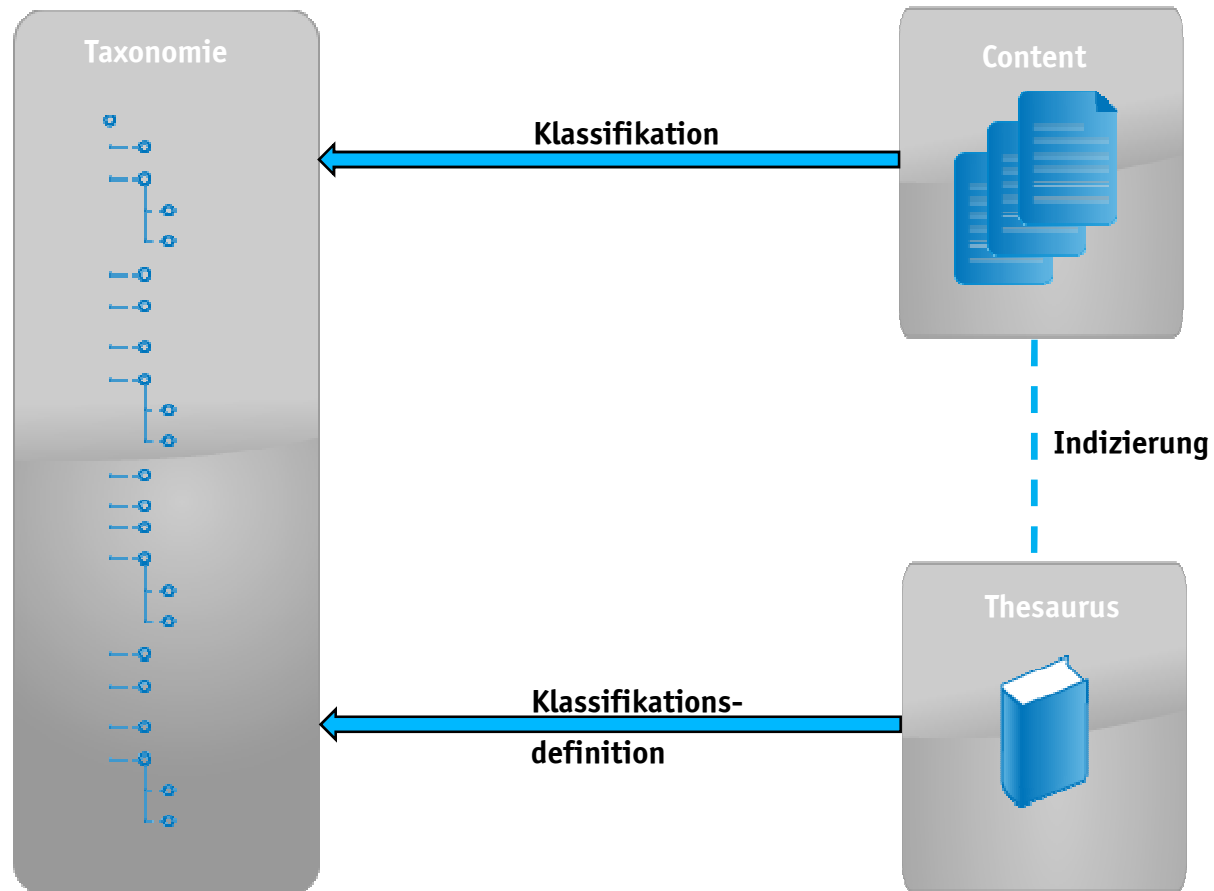 Taxonomie
Content
Klassifikation
Indizierung
Thesaurus
Klassifikations-
definition